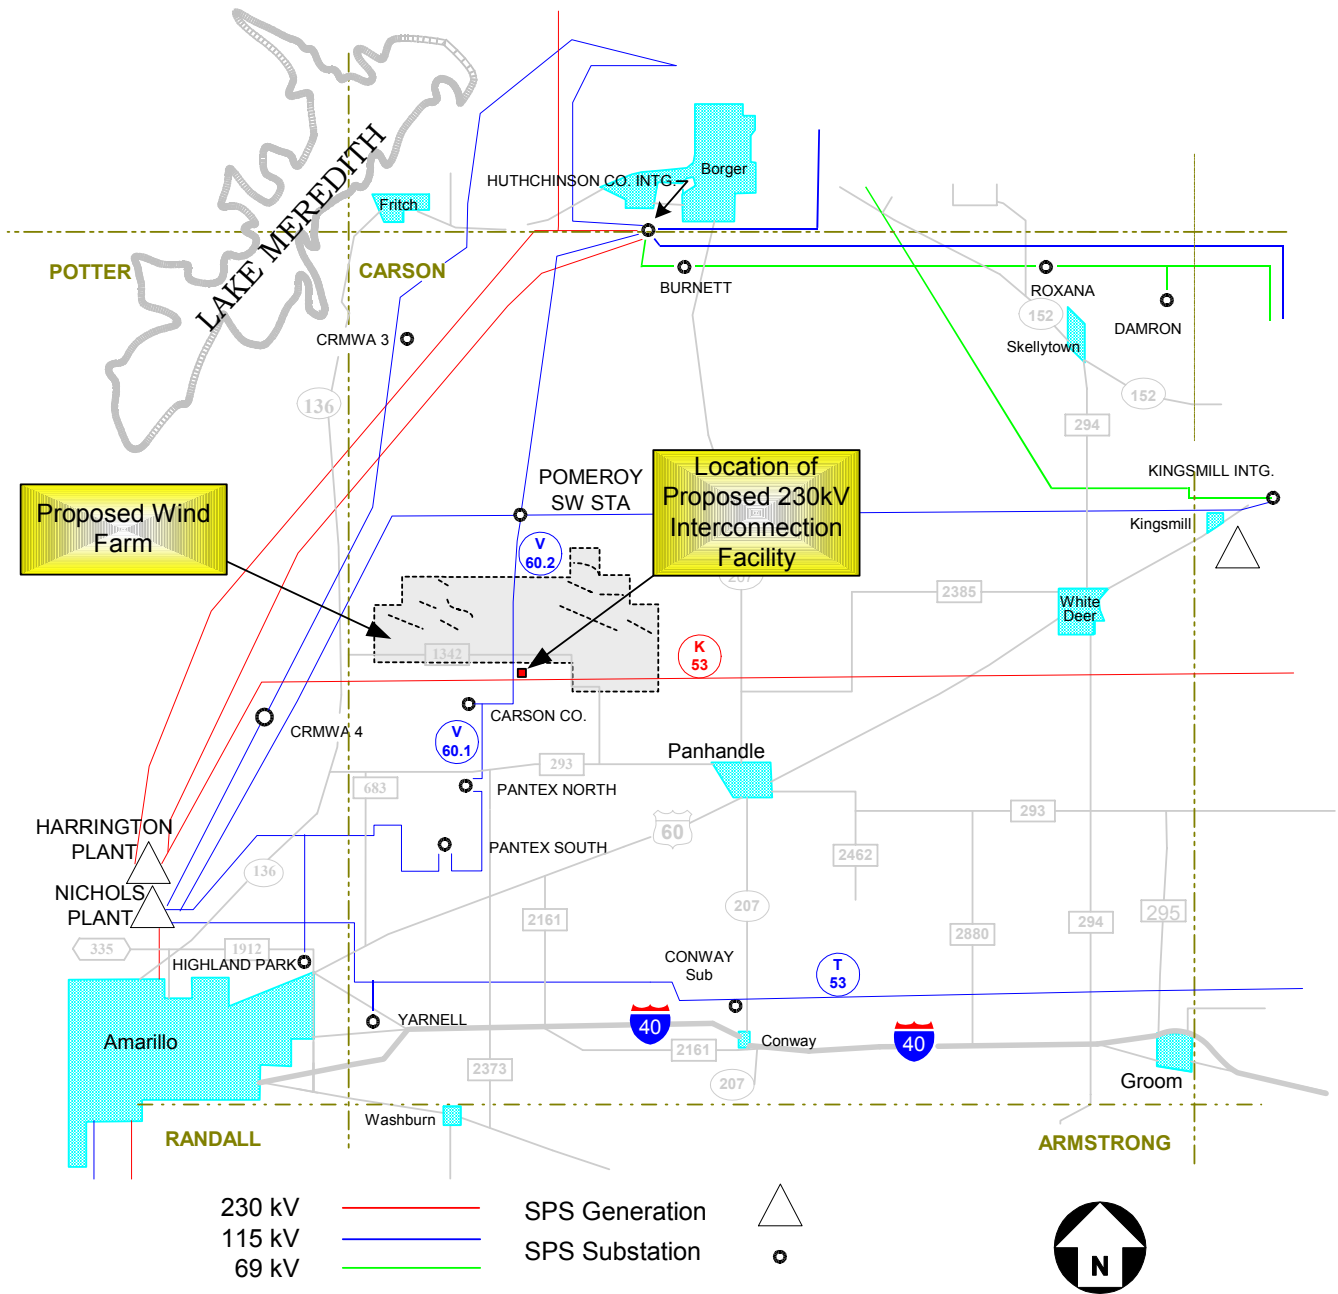 LAKE MEREDITH
Borger
HUTHCHINSON CO. INTG.
Fritch
POTTER
CARSON
BURNETT
ROXANA
DAMRON
152
Skellytown
CRMWA 3
152
136
294
Location of
Proposed 230kV
Interconnection
Facility
POMEROY
SW STA
KINGSMILL INTG.
Proposed Wind
Farm
Kingsmill
V
60.2
207
2385
White
Deer
1342
K
53
CARSON CO.
CRMWA 4
V
60.1
Panhandle
293
683
PANTEX NORTH
293
HARRINGTON
PLANT
60
PANTEX SOUTH
2462
136
NICHOLS
PLANT
2161
207
2880
294
295
335
1912
HIGHLAND PARK
CONWAY
Sub
T
53
YARNELL
40
40
Amarillo
2161
Conway
2373
207
Groom
Washburn
RANDALL
ARMSTRONG
230 kV
SPS Generation
115 kV
SPS Substation
69 kV
N